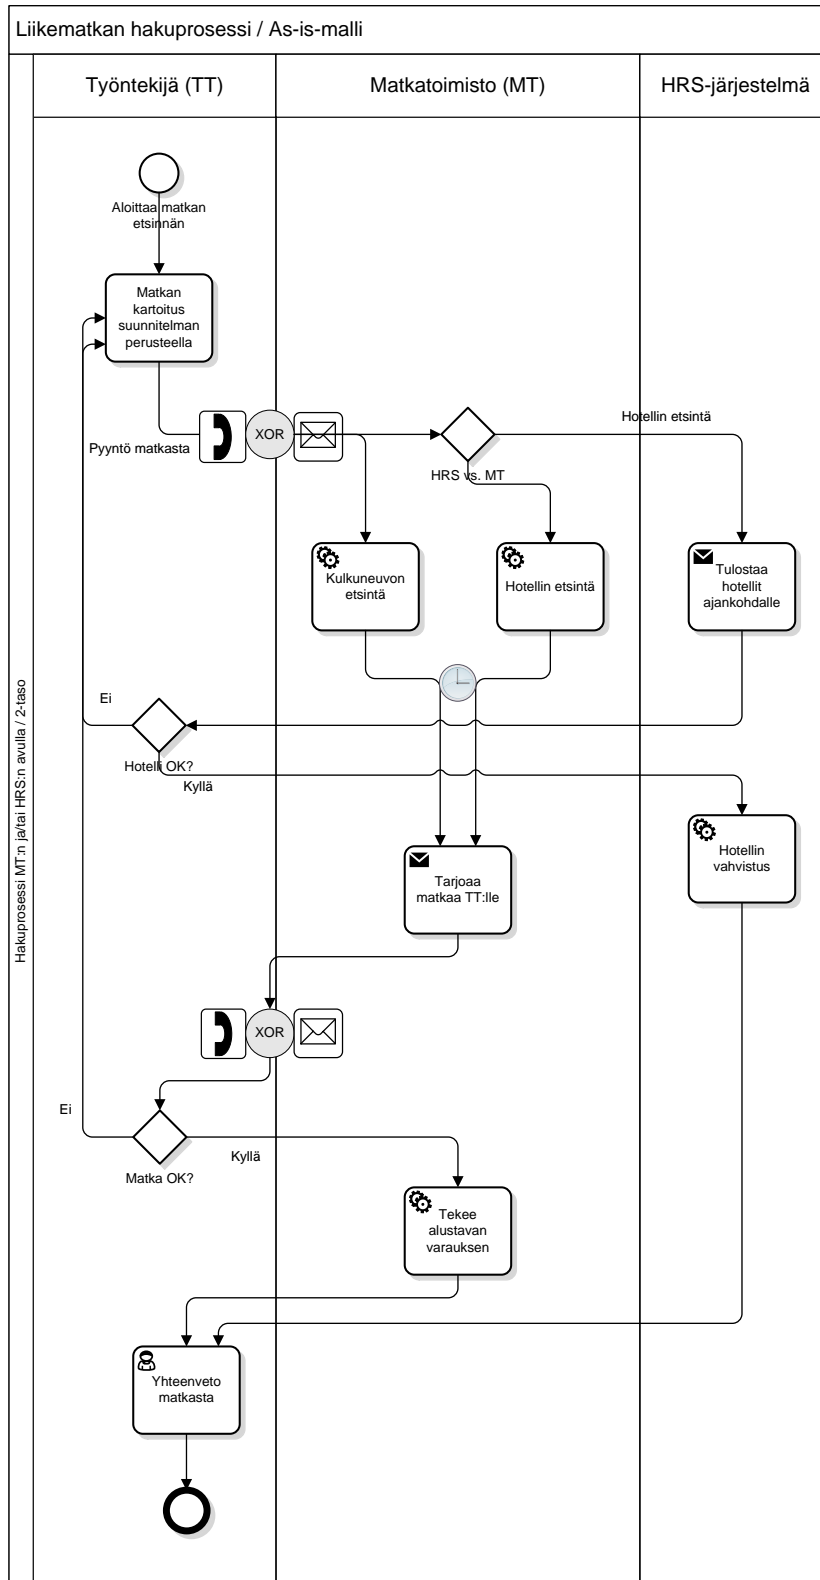 Liikematkan hakuprosessi / As-is-malli
Hakuprosessi MT:n ja/tai HRS:n avulla / 2-taso
Työntekijä (TT)
Matkatoimisto (MT)
HRS-järjestelmä
Aloittaa matkan
etsinnän
Matkan
kartoitus
suunnitelman
perusteella
Pyyntö matkasta
XOR
HRS vs. MT
Hotellin etsintä
Kulkuneuvon
etsintä
Hotellin etsintä
Tulostaa
hotellit
ajankohdalle
Ei
Hotelli OK?
Kyllä
Hotellin
vahvistus
Tarjoaa
matkaa TT:lle
XOR
Ei
Matka OK?
Kyllä
Tekee
alustavan
varauksen
Yhteenveto
matkasta